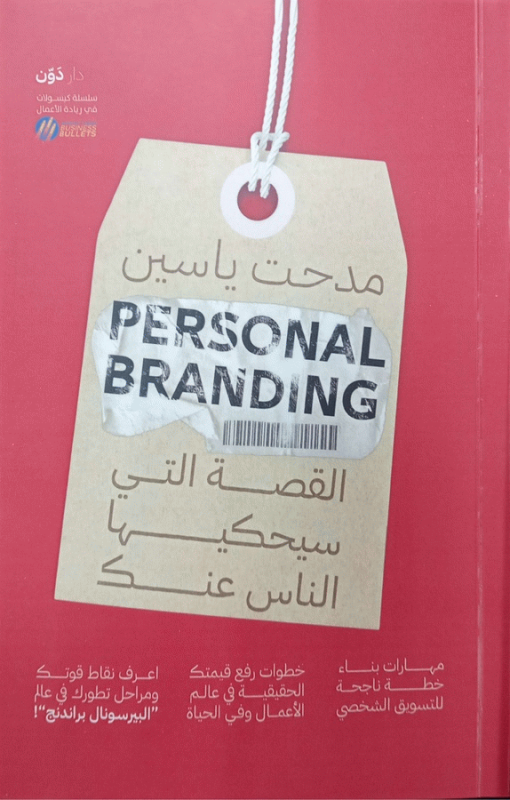 دار دَوّن
سلسلة كبسولات
في ريادة الأعمال
BUSINESS
BULLETS
مدحت ياسين
PERSONAL
BRANDING
القصة التي
سيحكيها
الناس عنك
مهارات بناء
خطة ناجحة
للتسويق الشخصي
خطوات رفع قيمتك
الحقيقية في عالم
الأعمال وفي الحياة
اعرف نقاط قوتك
ومراحل تطورك في عالم
"البيرسونال براندنج"!